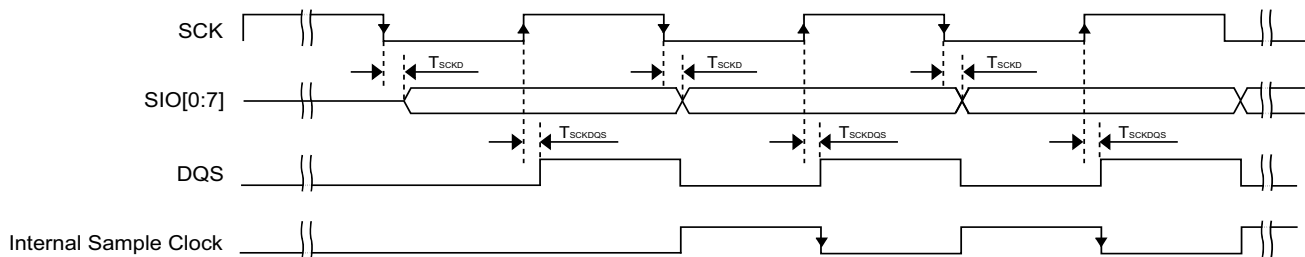 SCK
TSCKD TSCKD TSCKD
SIO[0:7]
TSCKDQS TSCKDQS TSCKDQS
DQS
Internal Sample Clock